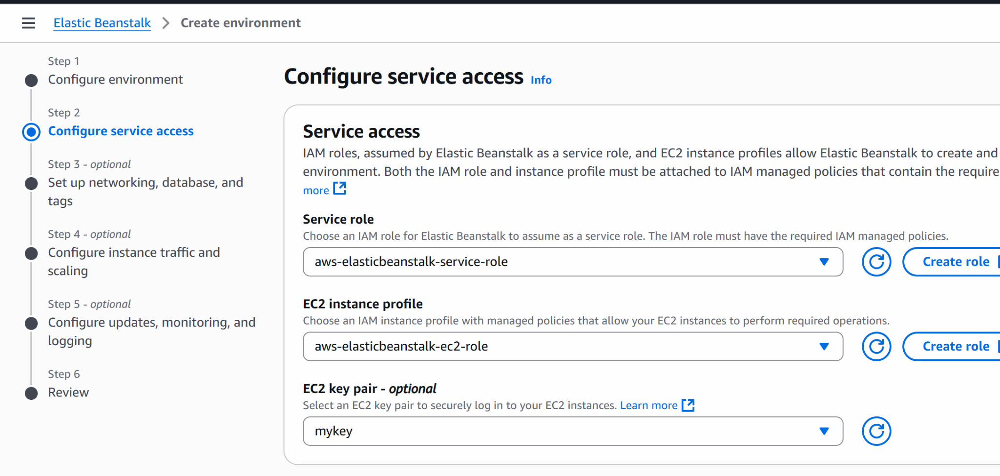 Elastic Beanstalk > Create environment
Step 1
Configure environment
Step 2
Configure service access
Step 3 - optional
Set up networking, database, and
tags
Step 4 - optional
Configure instance traffic and
scaling
Step 5 - optional
Configure updates, monitoring, and
logging
Step 6
Review
Configure service access Info
Service access
IAM roles, assumed by Elastic Beanstalk as a service role, and EC2 instance profiles allow Elastic Beanstalk to create and
environment. Both the IAM role and instance profile must be attached to IAM managed policies that contain the require
more
Service role
Choose an IAM role for Elastic Beanstalk to assume as a service role. The IAM role must have the required IAM managed policies.
aws-elasticbeanstalk-service-role
Create role
EC2 instance profile
Choose an IAM instance profile with managed policies that allow your EC2 instances to perform required operations.
aws-elasticbeanstalk-ec2-role
Create role
EC2 key pair - optional
Select an EC2 key pair to securely log in to your EC2 instances. Learn more
mykey